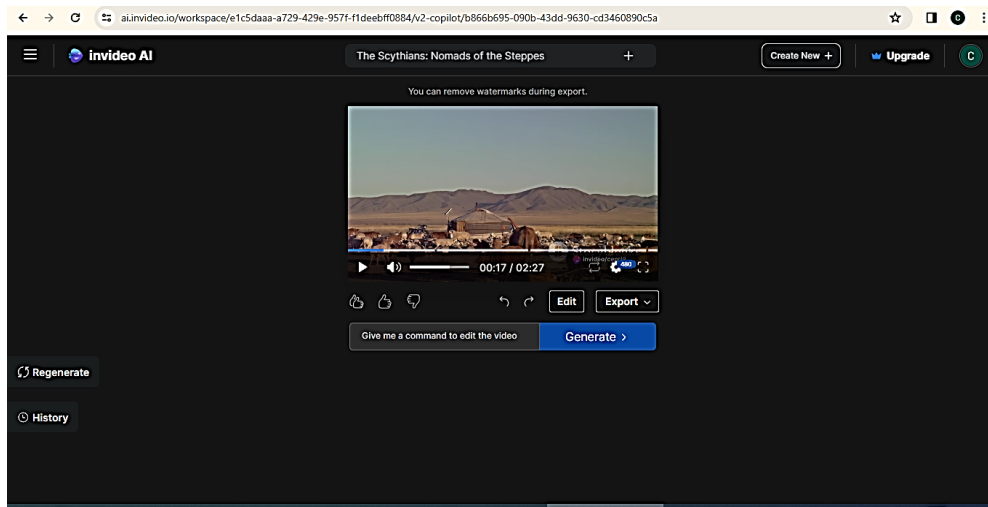 ai.invideo.io/workspace/e1c5daaa-a729-429e-957f-f1deebff0884/v2-copilot/b866b695-090b-43dd-9630-cd3460890c5a
C
invideo AI
The Scythians: Nomads of the Steppes +
Create New +
Upgrade
C
You can remove watermarks during export.
00:17 / 02:27
480
Edit
Export
Give me a command to edit the video
Generate >
Regenerate
History